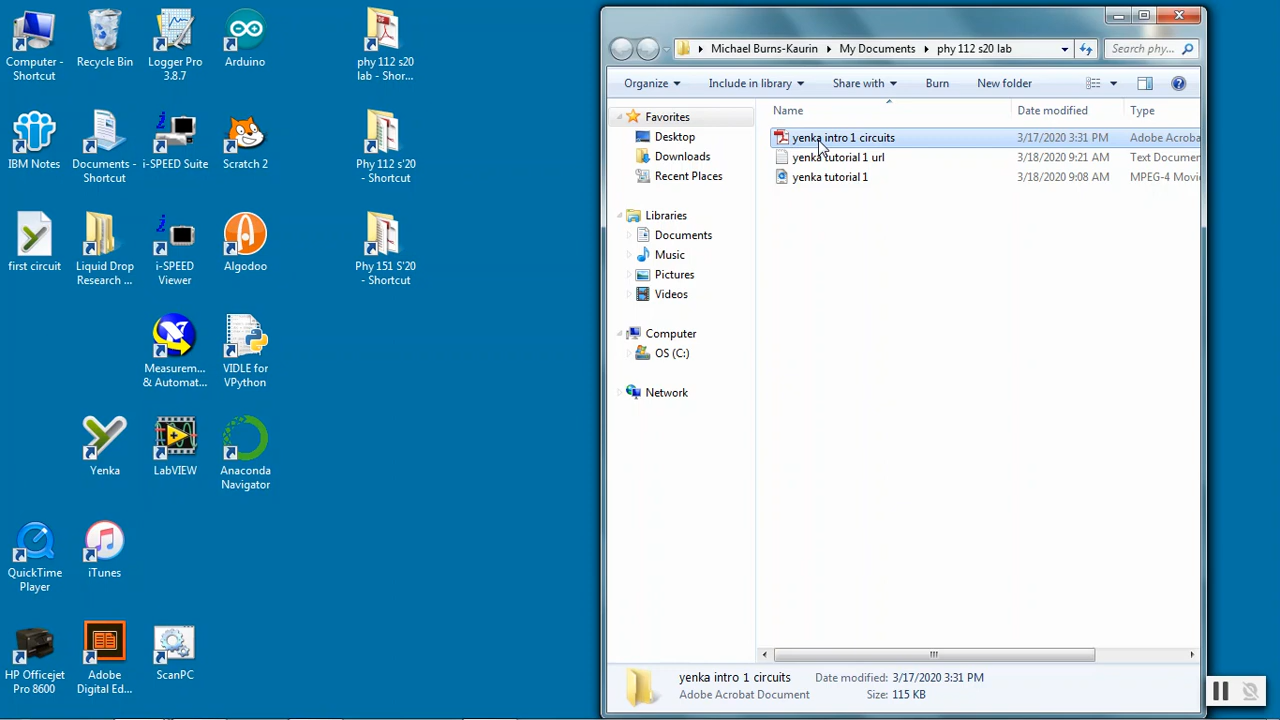 Computer -
Shortcut
Recycle Bin
Logger Pro
3.8.7
Arduino
phy 112 s20
lab - Shor...
IBM Notes
Documents -
Shortcut
i-SPEED Suite
Scratch 2
Phy 112 s'20
- Shortcut
first circuit
Liquid Drop
Research ...
i-SPEED
Viewer
Algodoo
Phy 151 S'20
- Shortcut
Measurem...
& Automat...
VIDLE for
VPython
Yenka
LabVIEW
Anaconda
Navigator
QuickTime
Player
iTunes
HP Officejet
Pro 8600
Adobe
Digital Ed...
ScanPC
Michael Burns-Kaurin My Documents phy 112 s20 lab
Search phy...
Organize Include in library Share with Burn New folder
Name Date modified Type
yenka intro 1 circuits 3/17/2020 3:31 PM Adobe Acroba
yenka tutorial 1 url 3/18/2020 9:21 AM Text Documen
yenka tutorial 1 3/18/2020 9:08 AM MPEG-4 Movi
Favorites
Desktop
Downloads
Recent Places
Libraries
Documents
Music
Pictures
Videos
Computer
OS (C:)
Network
yenka intro 1 circuits Date modified: 3/17/2020 3:31 PM
Adobe Acrobat Document Size: 115 KB